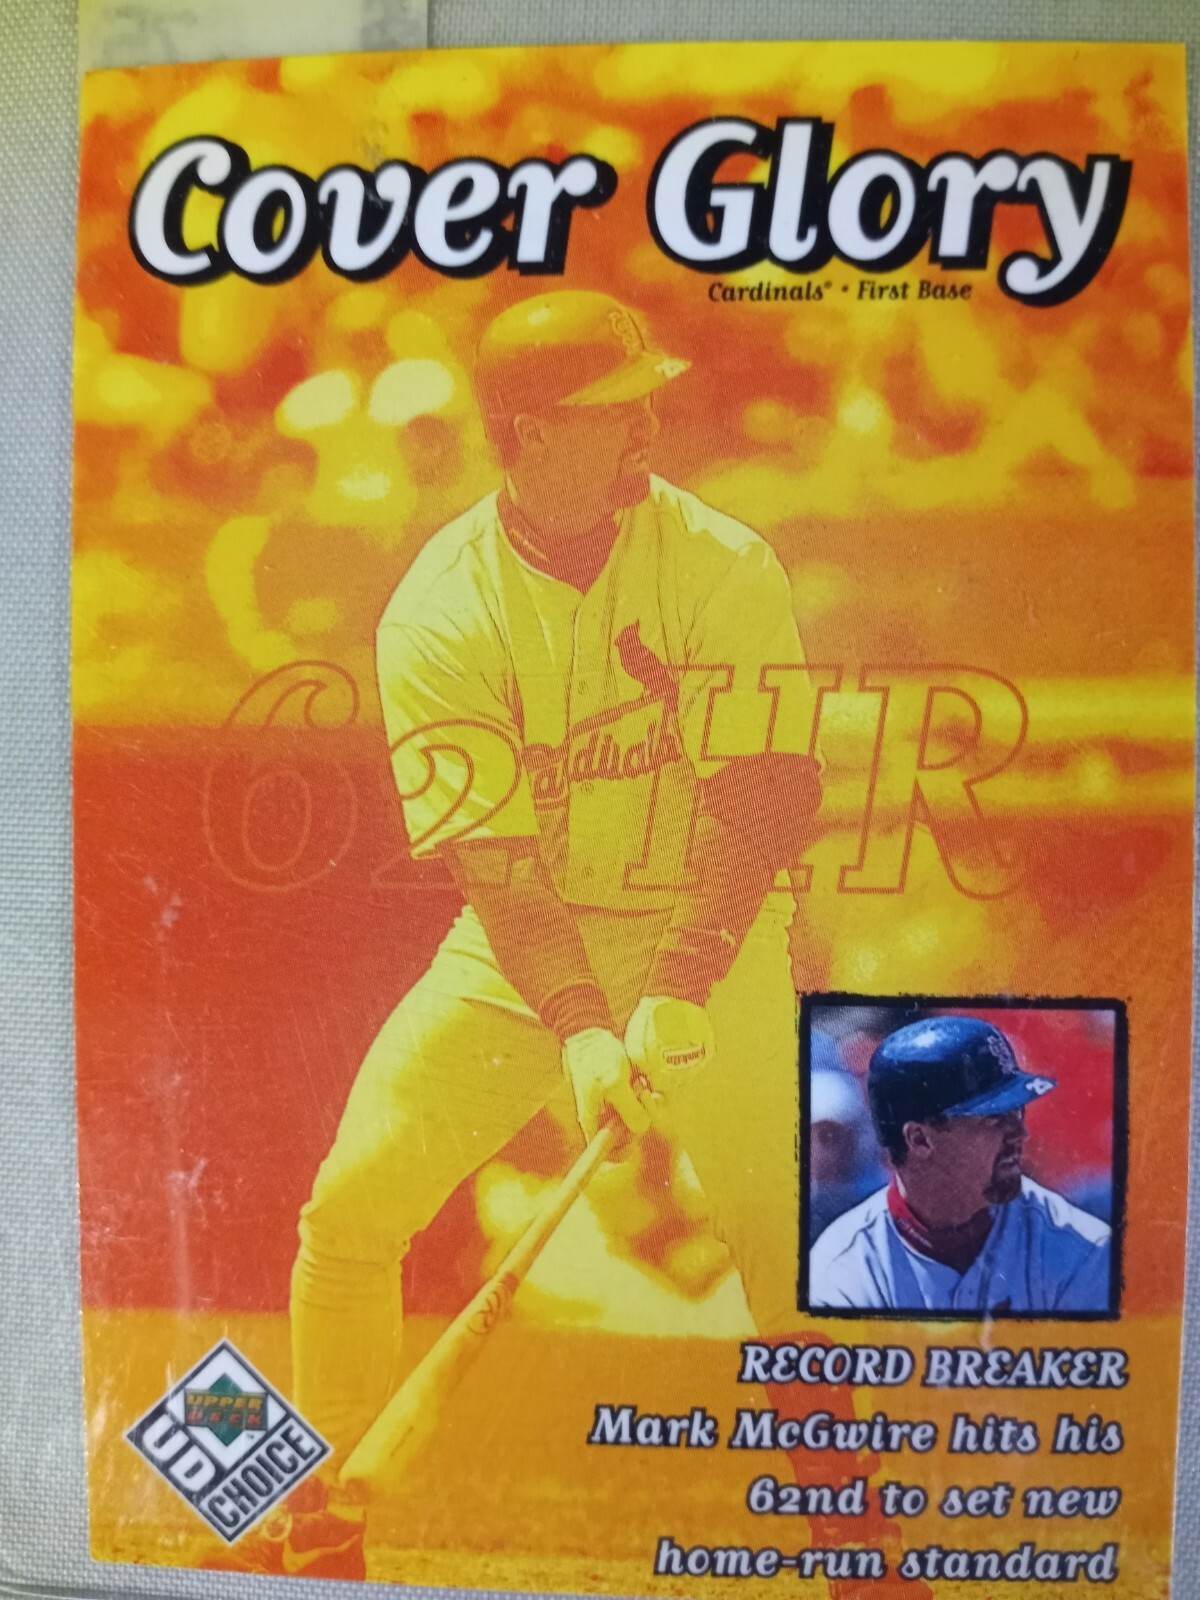 Cover Glory
Cardinals® • First Base
Cardinals
62 HR
RECORD BREAKER
Mark McGwire hits his
62nd to set new
home-run standard
UPPER
DECK
UD
CHOICE